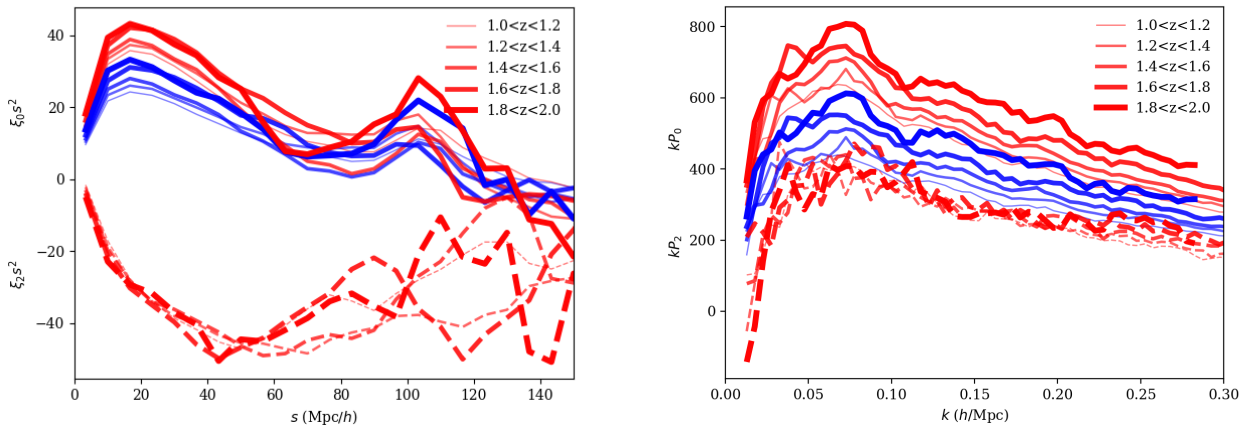 40
20
0
−20
−40
ξ₀s²
ξ₂s²
0
20
40
60
80
100
120
140
s (Mpc/h)
1.0<z<1.2
1.2<z<1.4
1.4<z<1.6
1.6<z<1.8
1.8<z<2.0
800
600
400
200
0
kP₀
kP₂
0.00
0.05
0.10
0.15
0.20
0.25
0.30
k (h/Mpc)
1.0<z<1.2
1.2<z<1.4
1.4<z<1.6
1.6<z<1.8
1.8<z<2.0